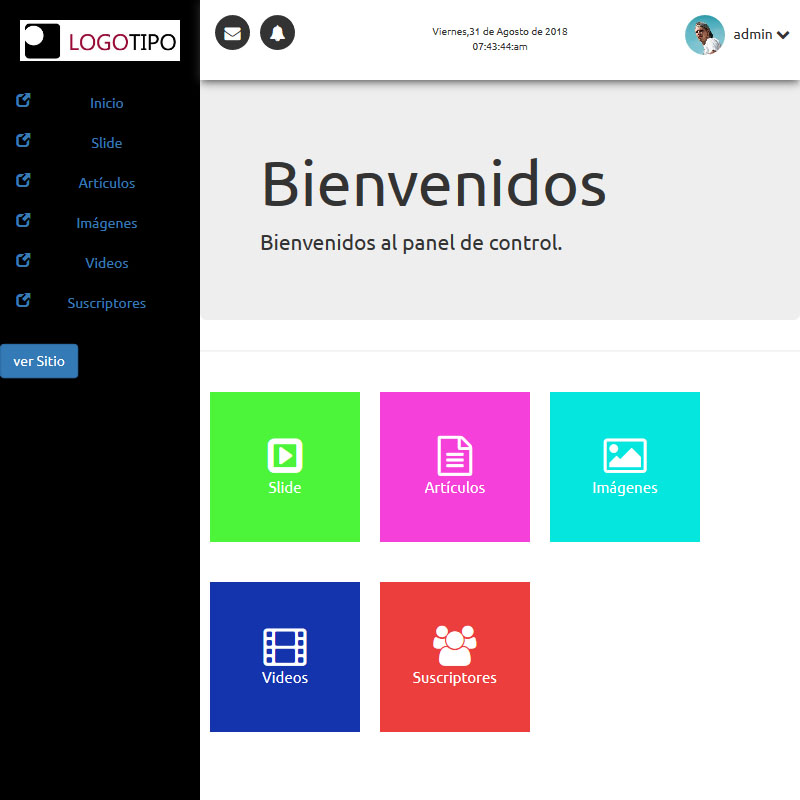 LOGOTIPO
Inicio
Slide
Artículos
Imágenes
Videos
Suscriptores
ver Sitio
Viernes,31 de Agosto de 2018
07:43:44:am
admin
Bienvenidos
Bienvenidos al panel de control.
Slide
Artículos
Imágenes
Videos
Suscriptores